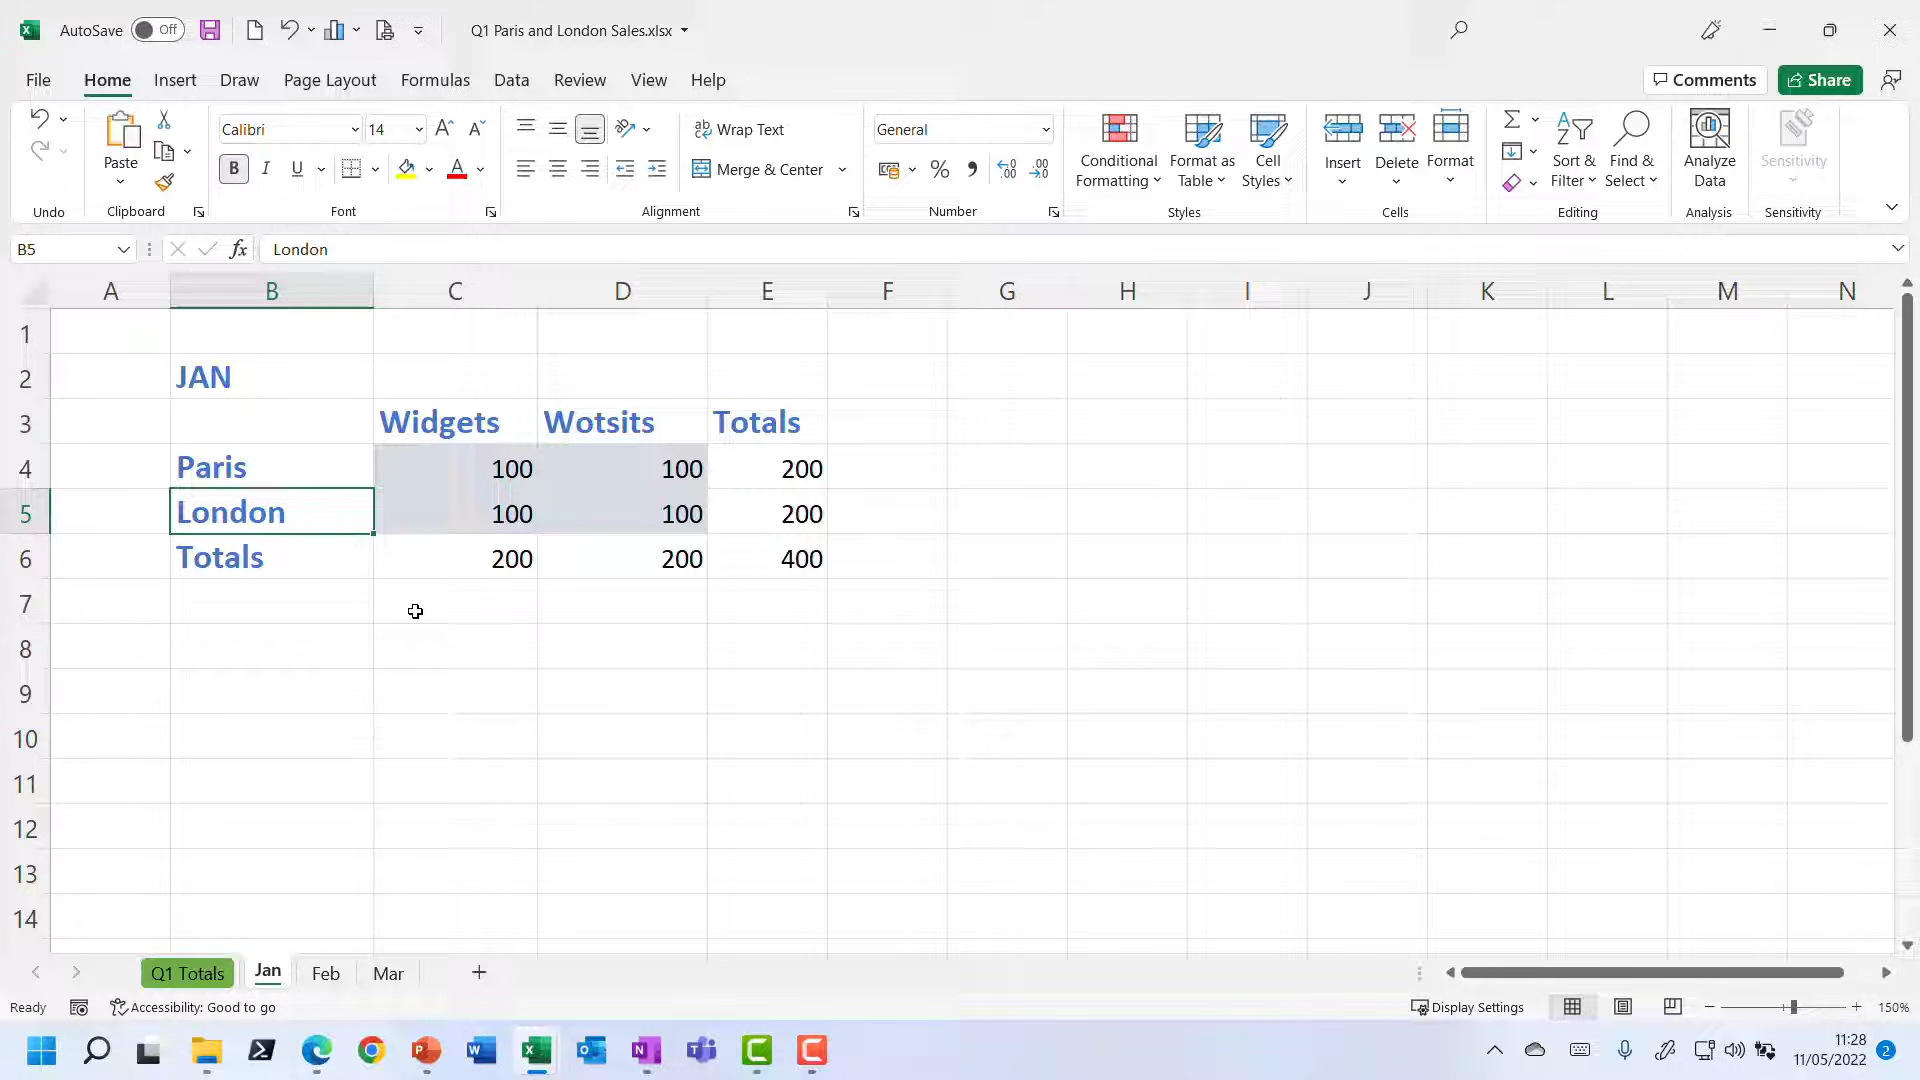 AutoSave Off Q1 Paris and London Sales.xlsx
File Home Insert Draw Page Layout Formulas Data Review View Help Comments Share
Calibri 14 Wrap Text General
Paste B I U Merge & Center % Conditional Formatting Format as Table Cell Styles Insert Delete Format Sort & Filter Find & Select Analyze Data Sensitivity
Undo Clipboard Font Alignment Number Styles Cells Editing Analysis Sensitivity
B5 fx London
A B C D E F G H I J K L M N
1
2 JAN
3 Widgets Wotsits Totals
4 Paris 100 100 200
5 London 100 100 200
6 Totals 200 200 400
7
8
9
10
11
12
13
14
Q1 Totals Jan Feb Mar
Ready Accessibility: Good to go Display Settings 150%
11:28
11/05/2022 2